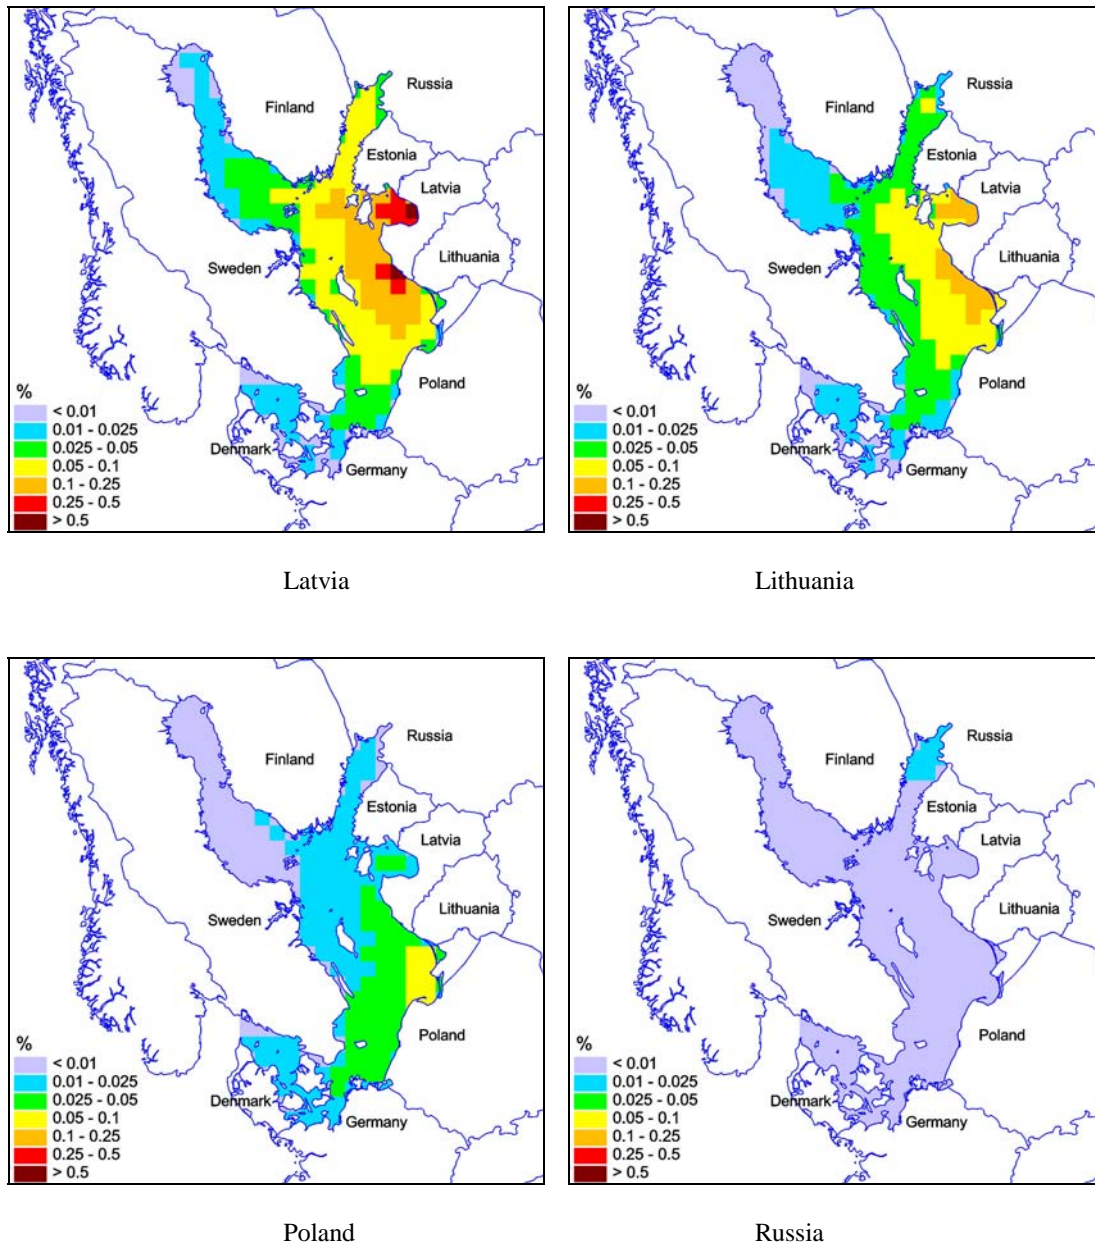 Russia
Finland
Estonia
Latvia
Lithuania
Sweden
Poland
Denmark
Germany
%
< 0.01
0.01 - 0.025
0.025 - 0.05
0.05 - 0.1
0.1 - 0.25
0.25 - 0.5
> 0.5
Latvia
Russia
Finland
Estonia
Latvia
Lithuania
Sweden
Poland
Denmark
Germany
%
< 0.01
0.01 - 0.025
0.025 - 0.05
0.05 - 0.1
0.1 - 0.25
0.25 - 0.5
> 0.5
Lithuania
Russia
Finland
Estonia
Latvia
Lithuania
Sweden
Poland
Denmark
Germany
%
< 0.01
0.01 - 0.025
0.025 - 0.05
0.05 - 0.1
0.1 - 0.25
0.25 - 0.5
> 0.5
Poland
Russia
Finland
Estonia
Latvia
Lithuania
Sweden
Poland
Denmark
Germany
%
< 0.01
0.01 - 0.025
0.025 - 0.05
0.05 - 0.1
0.1 - 0.25
0.25 - 0.5
> 0.5
Russia